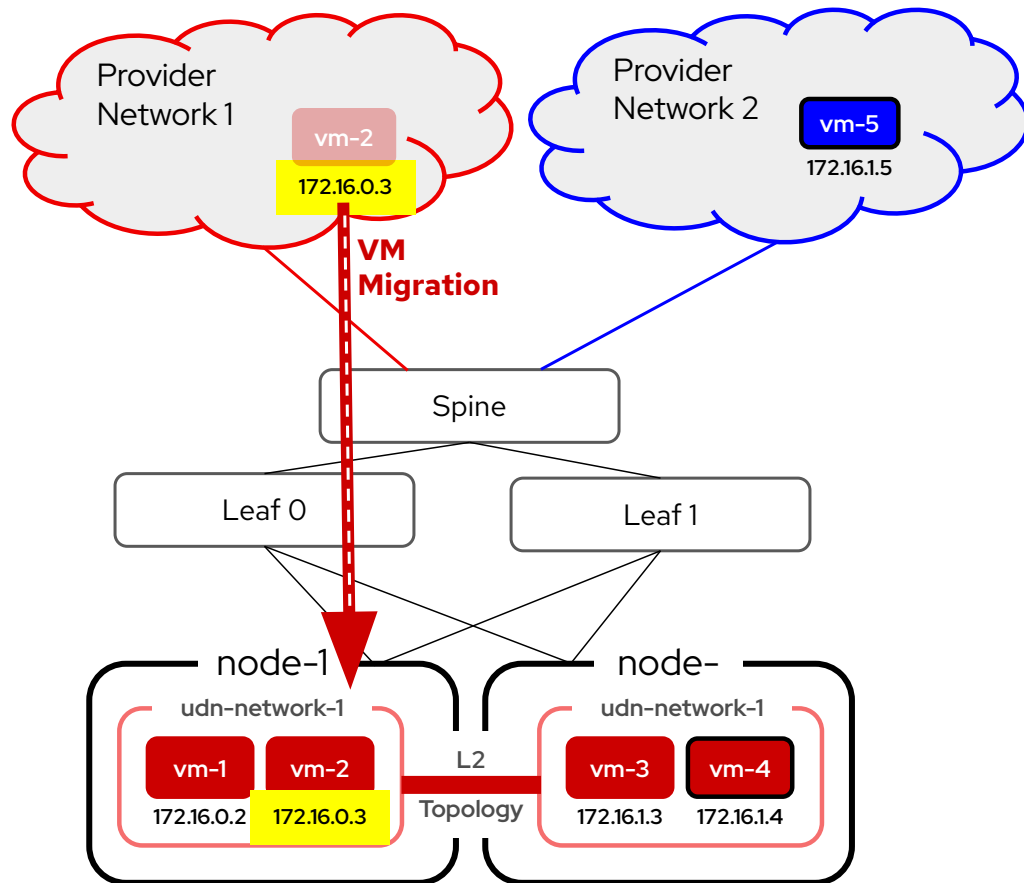 Provider
Network 1
vm-2
172.16.0.3
Provider
Network 2
vm-5
172.16.1.5
VM
Migration
Spine
Leaf 0
Leaf 1
node-1
node-
udn-network-1
udn-network-1
vm-1
vm-2
172.16.0.2
172.16.0.3
L2
Topology
vm-3
vm-4
172.16.1.3
172.16.1.4